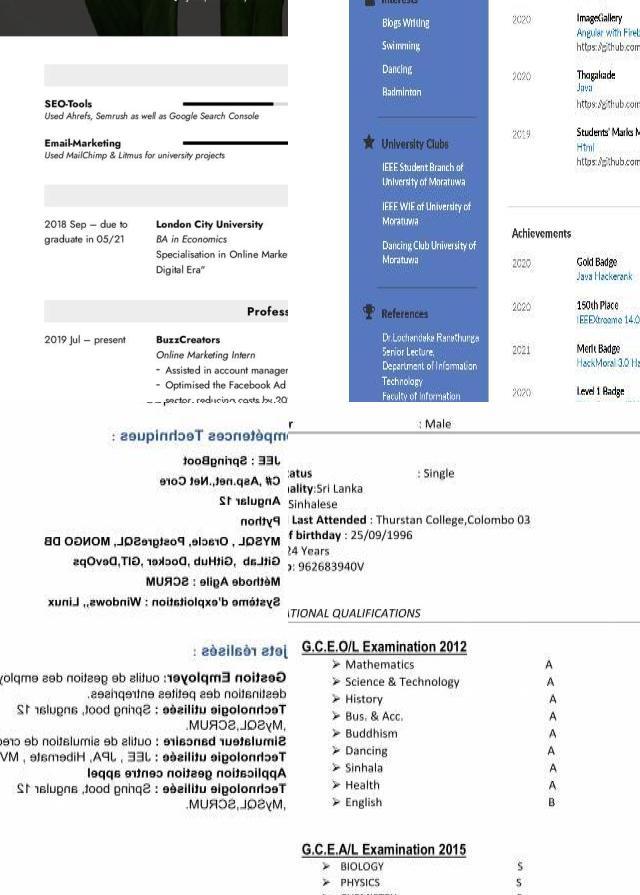 SEO-Tools
Used Ahrefs, Semrush as well as Google Search Console
Email-Marketing
Used MailChimp & Litmus for university projects
2018 Sep – due to
graduate in 05/21
London City University
BA in Economics
Specialisation in Online Marke
Digital Era"
Profess
2019 Jul – present
BuzzCreators
Online Marketing Intern
- Assisted in account manager
- Optimised the Facebook Ad
sector, reducing costs by 20
Interests
Blogs Writing
Swimming
Dancing
Badminton
University Clubs
IEEE Student Branch of
University of Moratuwa
IEEE WIE of University of
Moratuwa
Dancing Club University of
Moratuwa
References
Dr.Lochandaka Ranathunga
Senior Lecture,
Department of Information
Technology
Faculty of Information
2020
ImageGallery
Angular with Fireb
https://github.com
2020
Thogakade
Java
https://github.com
2019
Students' Marks M
Html
https://github.com
Achievements
2020
Gold Badge
Java Hackerank
2020
150th Place
IEEEXtreeme 14.0
2021
Merit Badge
HackMoral 3.0 Ha
2020
Level 1 Badge
mpétences Techniques :
JEE : SpringBoot
C#, Asp.net,.Net Core
Angular 12
Python
MYSQL , Oracle, PostgreSQL, MONGO DB
GitLab, GitHub, Docker ,GIT,DevOps
Méthode Agile : SCRUM
Système d'exploitation : Windows,, Linux
jets réalisés :
Gestion Employer: outils de gestion des employ
destination des petites entreprises.
Technologie utilisée : Spring boot, angular 12
,MySQL,SCRUM.
Simulateur bancaire : outils de simulation de cred
Technologie utilisée : JEE , JPA, Hibernate , MV
Application gestion centre appel
Technologie utilisée : Spring boot, angular 12
,MySQL,SCRUM.
r : Male
atus : Single
ality:Sri Lanka
Sinhalese
Last Attended : Thurstan College,Colombo 03
f birthday : 25/09/1996
24 Years
o: 962683940V
TIONAL QUALIFICATIONS
G.C.E.O/L Examination 2012
➢ Mathematics A
➢ Science & Technology A
➢ History A
➢ Bus. & Acc. A
➢ Buddhism A
➢ Dancing A
➢ Sinhala A
➢ Health A
➢ English B
G.C.E.A/L Examination 2015
➢ BIOLOGY S
➢ PHYSICS S